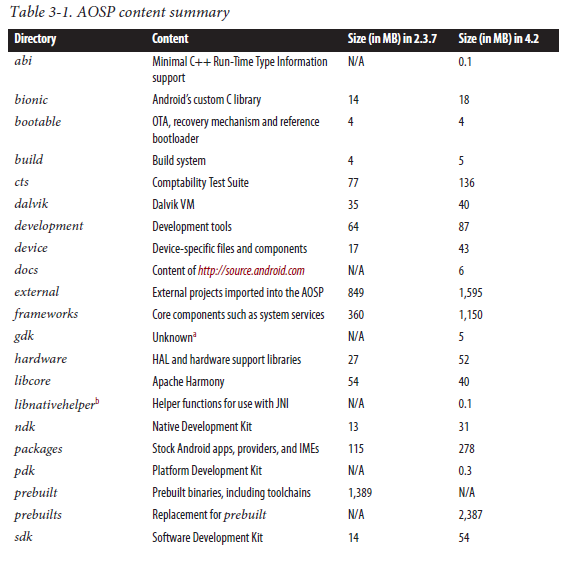 Table 3-1. AOSP content summary
Directory Content Size (in MB) in 2.3.7 Size (in MB) in 4.2
abi Minimal C++ Run-Time Type Information N/A 0.1
support
bionic Android's custom C library 14 18
bootable OTA, recovery mechanism and reference 4 4
bootloader
build Build system 4 5
cts Comptability Test Suite 77 136
dalvik Dalvik VM 35 40
development Development tools 64 87
device Device-specific files and components 17 43
docs Content of http://source.android.com N/A 6
external External projects imported into the AOSP 849 1,595
frameworks Core components such as system services 360 1,150
gdk Unknownᵃ N/A 5
hardware HAL and hardware support libraries 27 52
libcore Apache Harmony 54 40
libnativehelperᵇ Helper functions for use with JNI N/A 0.1
ndk Native Development Kit 13 31
packages Stock Android apps, providers, and IMEs 115 278
pdk Platform Development Kit N/A 0.3
prebuilt Prebuilt binaries, including toolchains 1,389 N/A
prebuilts Replacement for prebuilt N/A 2,387
sdk Software Development Kit 14 54